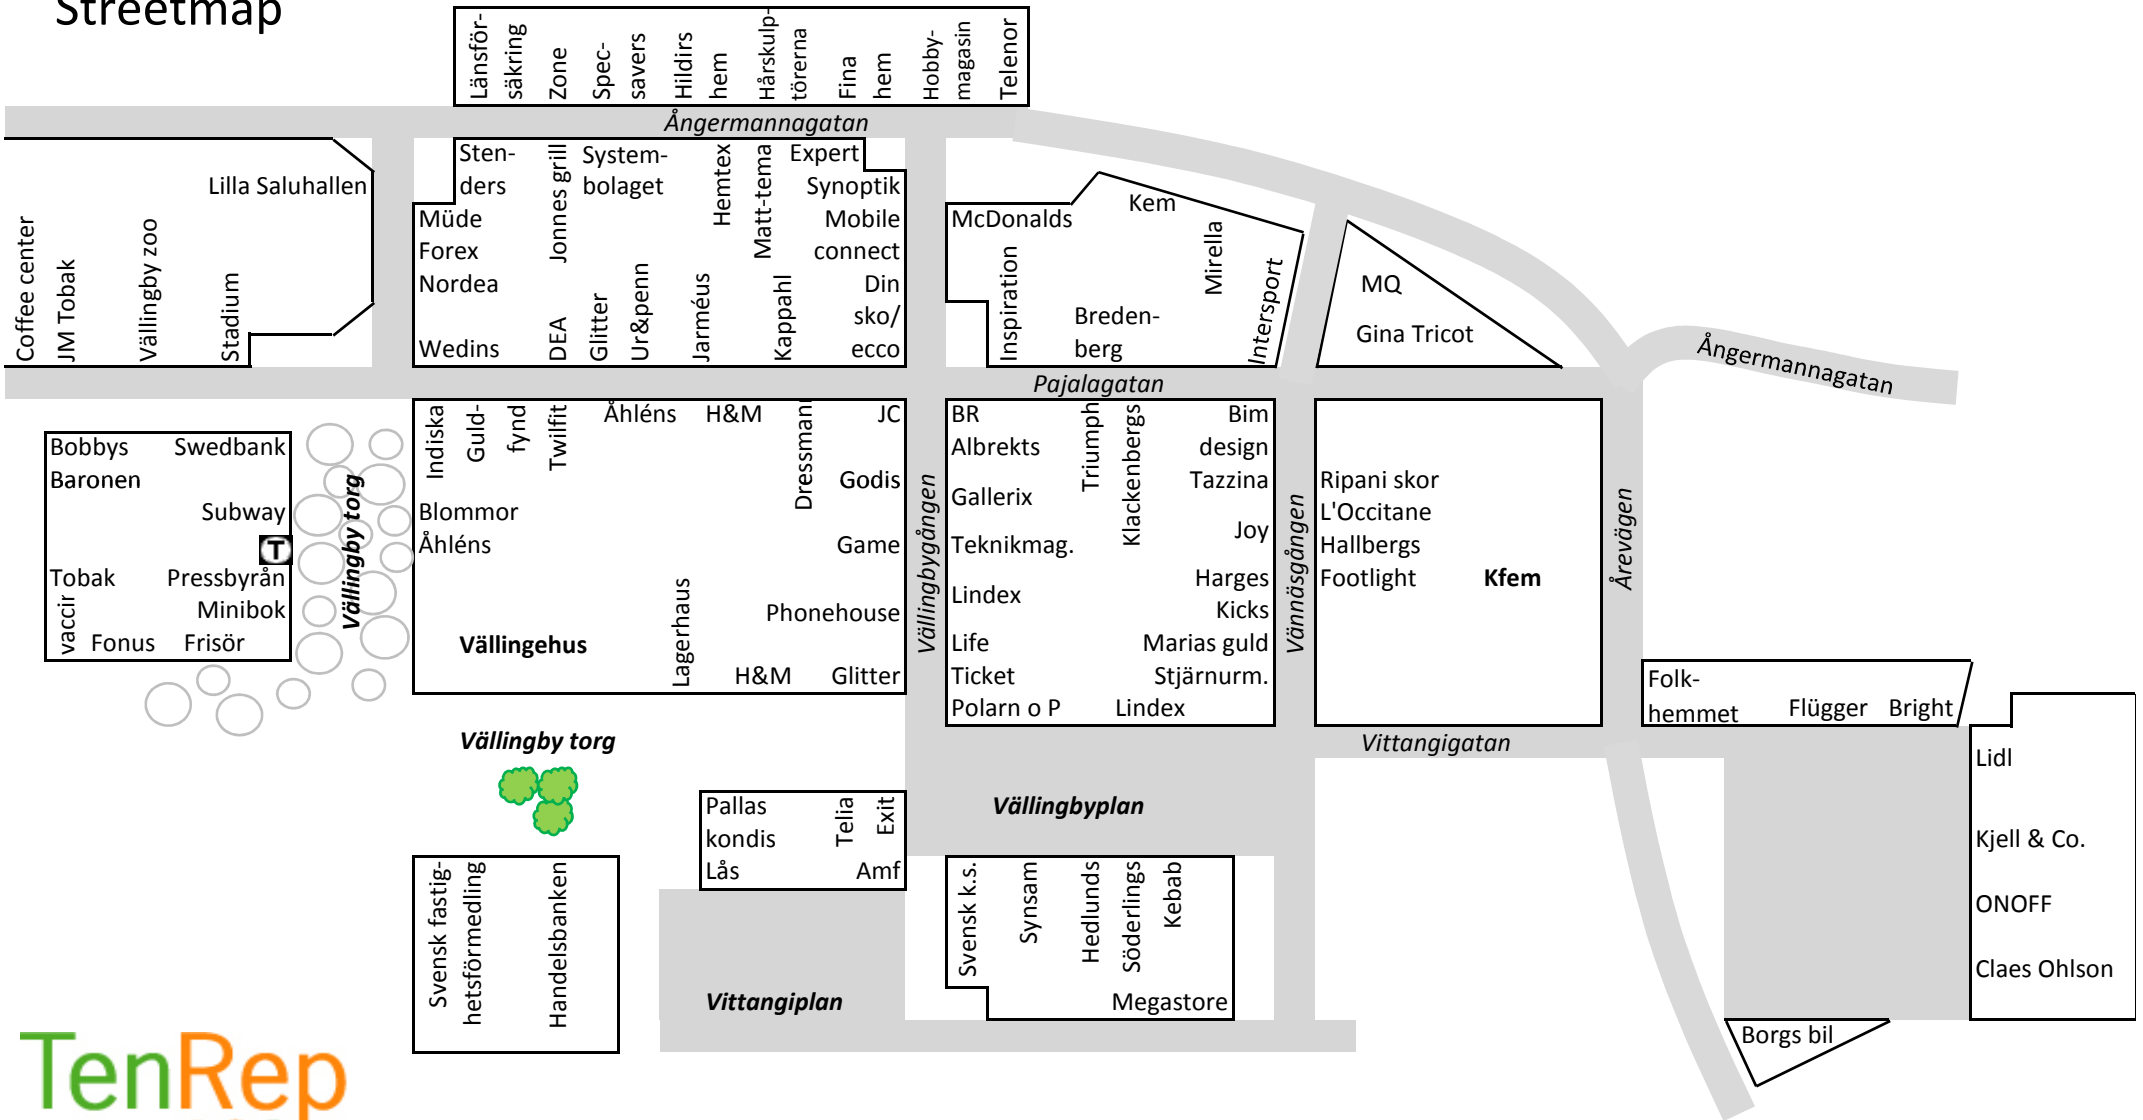 Streetmap
Länsför-
säkring
Zone
Spec-
savers
Hildirs
hem
Hårskulp-
törerna
Fina
hem
Hobby-
magasin
Telenor
Ångermannagatan
Lilla Saluhallen
Coffee center
JM Tobak
Vällingby zoo
Stadium
Sten-
ders
Jonnes grill
System-
bolaget
Hemtex
Matt-tema
Expert
Synoptik
Müde
Mobile
connect
Forex
Nordea
Din
sko/
ecco
Wedins
DEA
Glitter
Ur&penn
Jarméus
Kappahl
McDonalds
Kem
Mirella
Inspiration
Breden-
berg
Intersport
MQ
Gina Tricot
Pajalagatan
Ångermannagatan
Bobbys
Swedbank
Baronen
Subway
T
Tobak
Pressbyrån
Minibok
vaccin
Fonus
Frisör
Vällingby torg
Indiska
Guld-
fynd
Twilfit
Åhléns
H&M
Dressmann
JC
Godis
Blommor
Åhléns
Game
Phonehouse
Lagerhaus
Vällingehus
H&M
Glitter
Vällingbygången
BR
Albrekts
Gallerix
Teknikmag.
Lindex
Life
Ticket
Polarn o P
Triumph
Klackenbergs
Bim
design
Tazzina
Joy
Harges
Kicks
Marias guld
Stjärnurm.
Lindex
Vännäsgången
Ripani skor
L'Occitane
Hallbergs
Footlight
Kfem
Årevägen
Folk-
hemmet
Flügger
Bright
Vällingby torg
Vittangigatan
Lidl
Kjell & Co.
ONOFF
Claes Ohlson
Pallas
kondis
Lås
Telia
Exit
Amf
Vällingbyplan
Svensk fastig-
hetsförmedling
Handelsbanken
Vittangiplan
Svensk k.s.
Synsam
Hedlunds
Söderlings
Kebab
Megastore
Borgs bil
TenRep